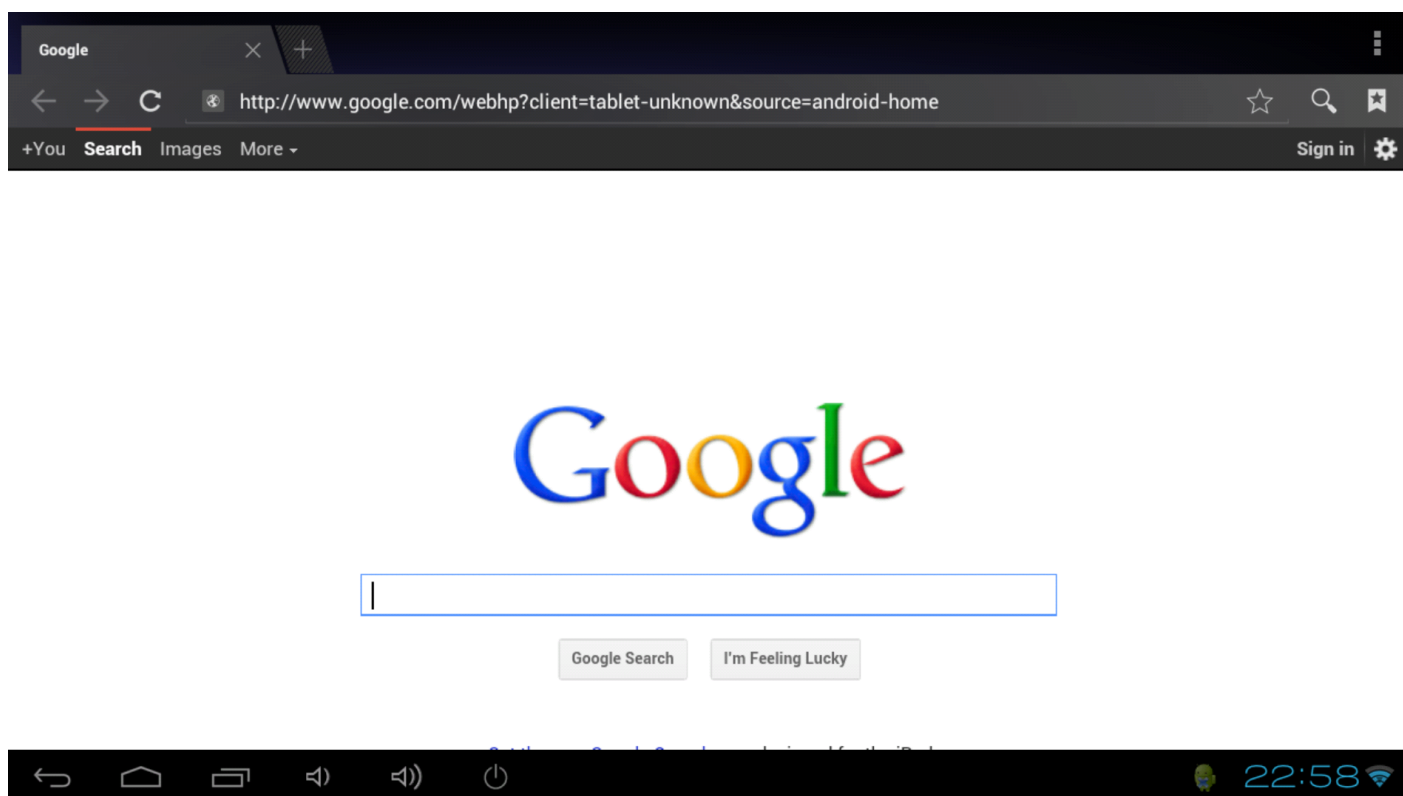 Google
http://www.google.com/webhp?client=tablet-unknown&source=android-home
+You Search Images More Sign in
Google
Google Search I'm Feeling Lucky
22:58